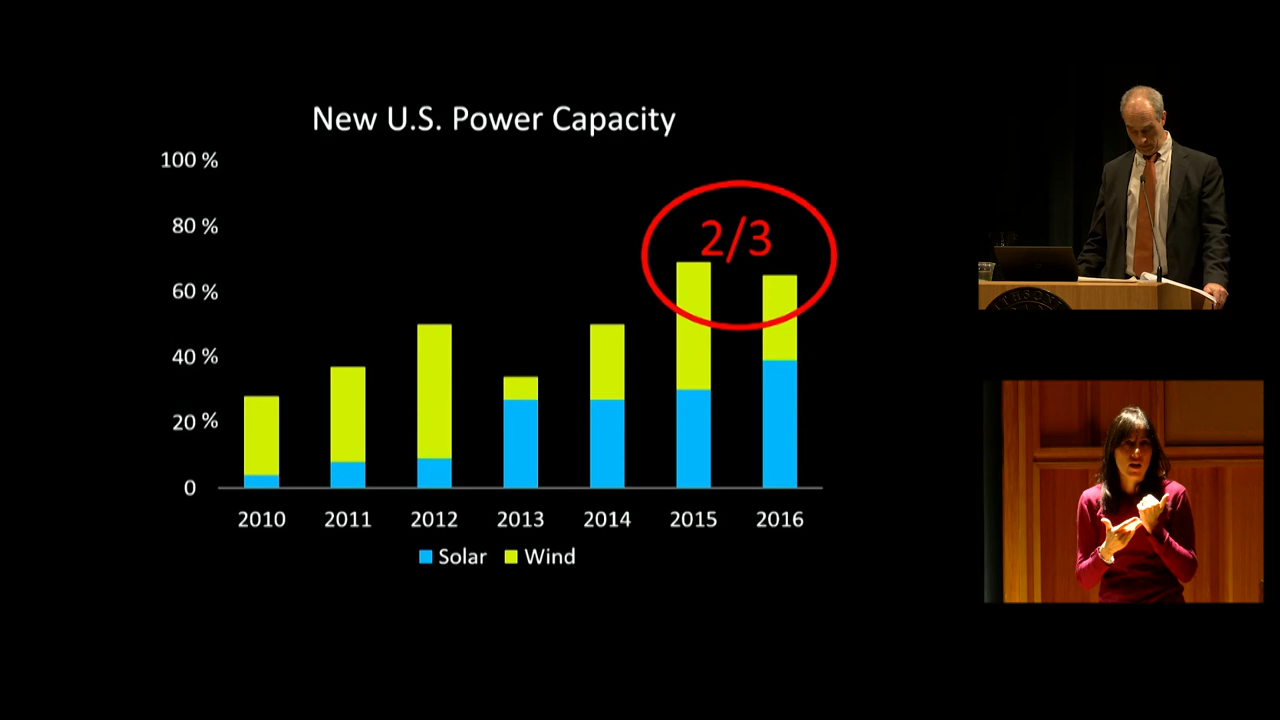 New U.S. Power Capacity
100 %
80 %
60 %
40 %
20 %
0
2/3
2010 2011 2012 2013 2014 2015 2016
Solar Wind